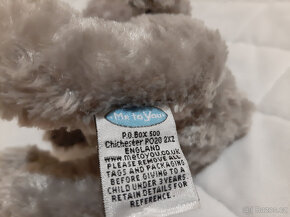 ME TO YOU
P.O. Box 500
Chichester PO20 2XZ
ENGLAND
www.metoyou.co.uk
PLEASE REMOVE ALL
TAGS AND PACKAGING
BEFORE GIVING TO A
CHILD UNDER 3 YEARS
RETAIN DETAILS FOR
REFERENCE.